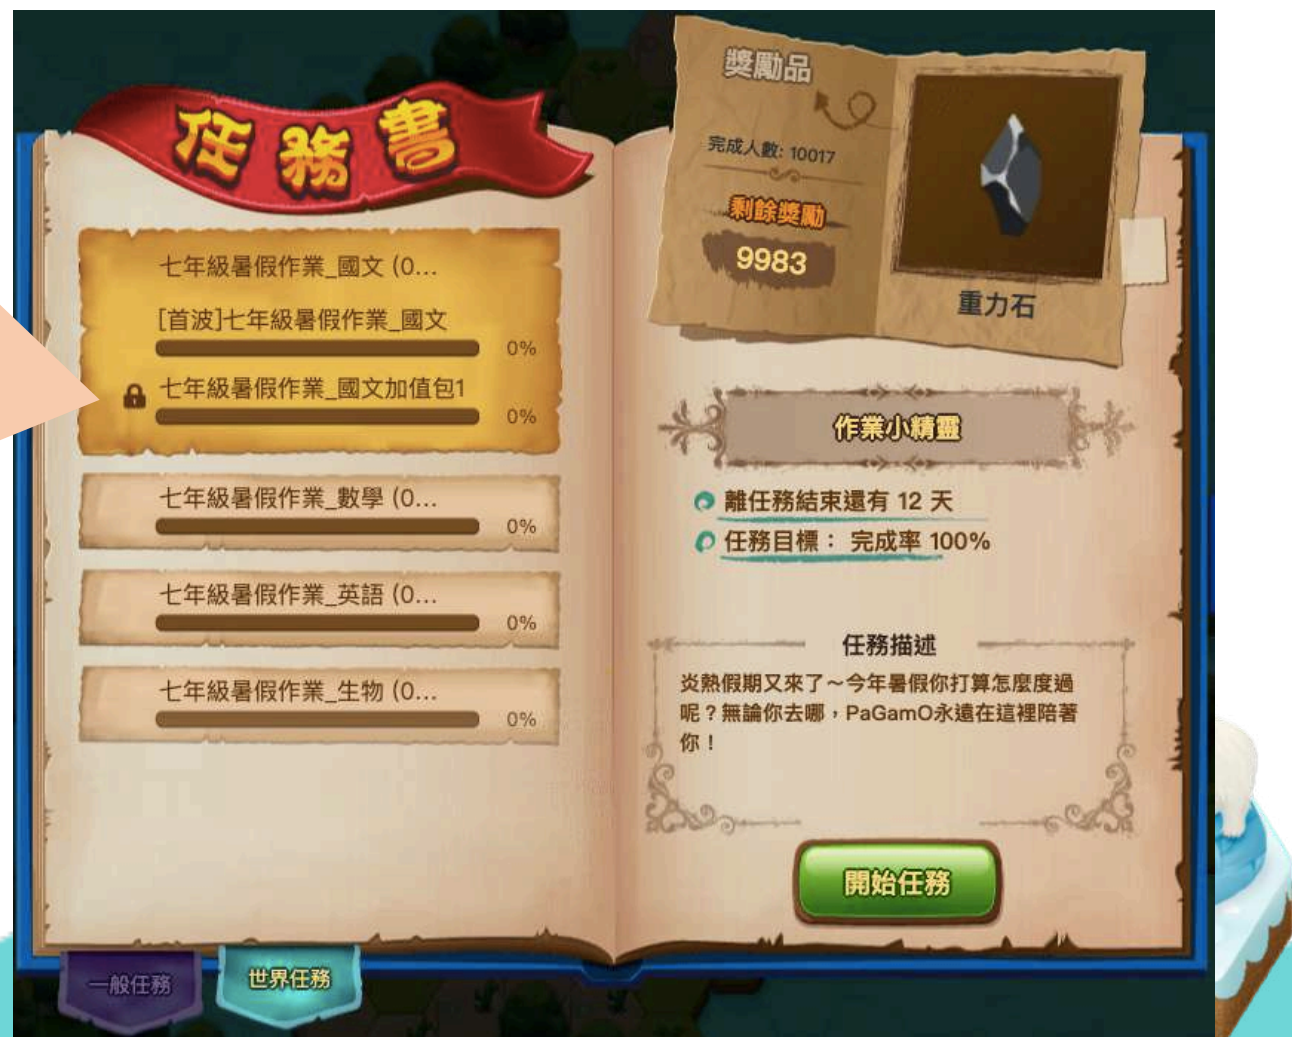 任務書
七年級暑假作業_國文 (0...
[首波]七年級暑假作業_國文
0%
七年級暑假作業_國文加值包1
0%
七年級暑假作業_數學 (0...
0%
七年級暑假作業_英語 (0...
0%
七年級暑假作業_生物 (0...
0%
一般任務
世界任務
獎勵品
完成人數: 10017
剩餘獎勵
9983
重力石
作業小精靈
離任務結束還有 12 天
任務目標： 完成率 100%
任務描述
炎熱假期又來了～今年暑假你打算怎麼度過
呢？無論你去哪，PaGamO永遠在這裡陪著
你！
開始任務